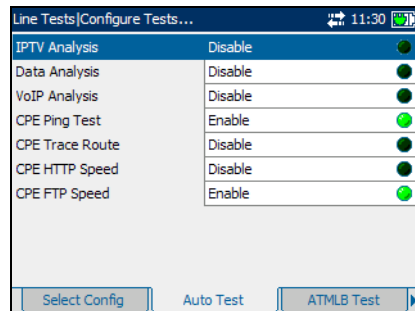 Line Tests|Configure Tests... 11:30
IPTV Analysis Disable
Data Analysis Disable
VoIP Analysis Disable
CPE Ping Test Enable
CPE Trace Route Disable
CPE HTTP Speed Disable
CPE FTP Speed Enable
Select Config Auto Test ATMLB Test